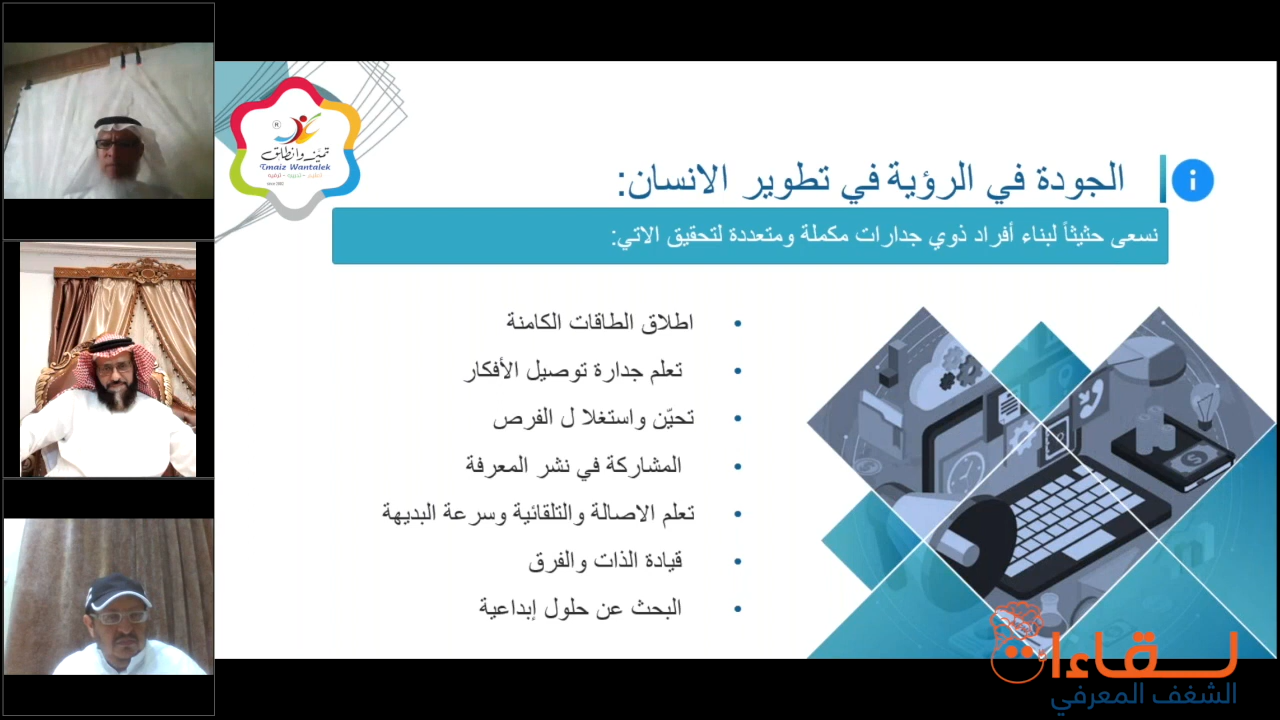 الجودة في الرؤية في تطوير الانسان:
نسعى حثيثاً لبناء أفراد ذوي جدارات مكملة ومتعددة لتحقيق الاتي:
• اطلاق الطاقات الكامنة
• تعلم جدارة توصيل الأفكار
• تحيّن واستغلا ل الفرص
• المشاركة في نشر المعرفة
• تعلم الاصالة والتلقائية وسرعة البديهة
• قيادة الذات والفرق
• البحث عن حلول إبداعية
®
تميّز وانطلق
Tmaiz Wantalek
since 2002
i
لـقاءات
الشغف المعرفي